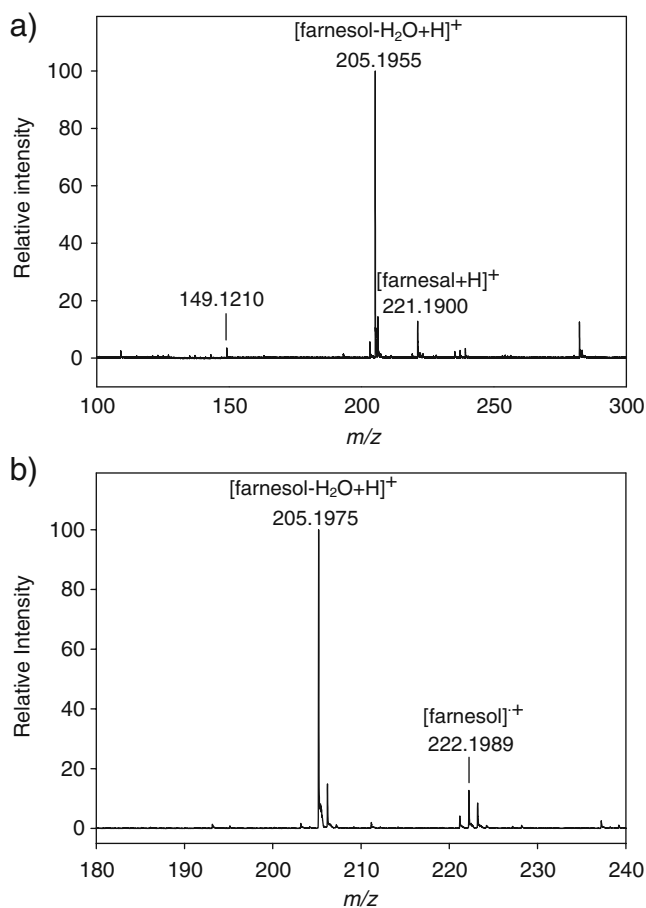 a)
[farnesol-H₂O+H]⁺
205.1955
100
80
60
40
20
0
Relative intensity
149.1210
[farnesal+H]⁺
221.1900
100 150 200 250 300
m/z
b)
[farnesol-H₂O+H]⁺
205.1975
100
80
60
40
20
0
Relative Intensity
[farnesol]·⁺
222.1989
180 190 200 210 220 230 240
m/z